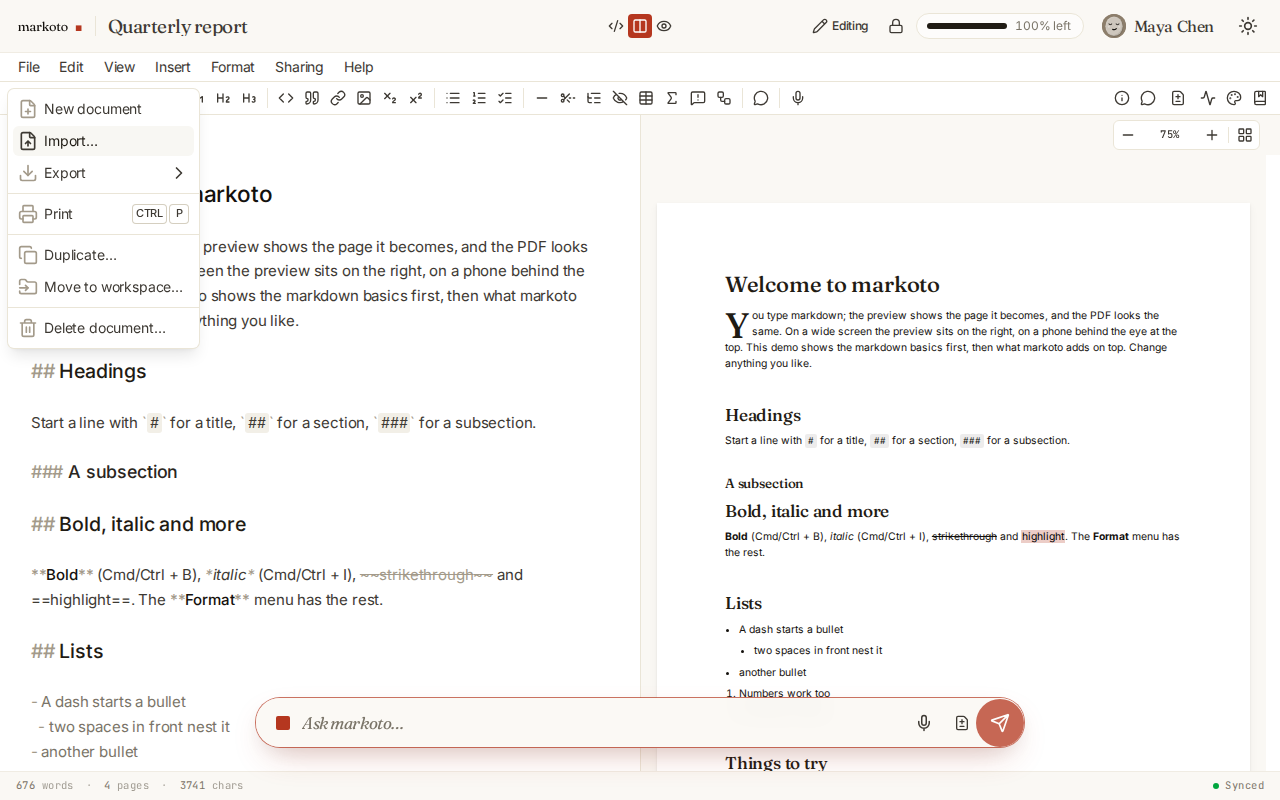 markoto
Quarterly report
Editing
100% left
Maya Chen
File Edit View Insert Format Sharing Help
H2 H3
75%
New document
Import...
Export
Print CTRL P
Duplicate...
Move to workspace...
Delete document...
markoto
preview shows the page it becomes, and the PDF looks
een the preview sits on the right, on a phone behind the
o shows the markdown basics first, then what markoto
ything you like.
## Headings
Start a line with `#` for a title, `##` for a section, `###` for a subsection.
### A subsection
## Bold, italic and more
**Bold** (Cmd/Ctrl + B), *italic* (Cmd/Ctrl + I), ~~strikethrough~~ and
==highlight==. The **Format** menu has the rest.
## Lists
- A dash starts a bullet
- two spaces in front nest it
- another bullet
Welcome to markoto
You type markdown; the preview shows the page it becomes, and the PDF looks the
same. On a wide screen the preview sits on the right, on a phone behind the eye at the
top. This demo shows the markdown basics first, then what markoto adds on top. Change
anything you like.
Headings
Start a line with # for a title, ## for a section, ### for a subsection.
A subsection
Bold, italic and more
Bold (Cmd/Ctrl + B), italic (Cmd/Ctrl + I), strikethrough and highlight. The Format menu has
the rest.
Lists
• A dash starts a bullet
• two spaces in front nest it
• another bullet
1. Numbers work too
Things to try
Ask markoto...
676 words · 4 pages · 3741 chars
Synced